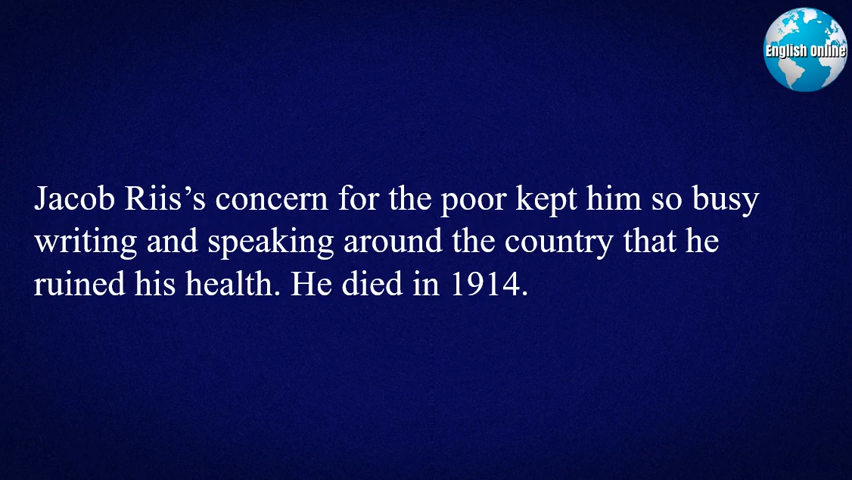 English Online
Jacob Riis’s concern for the poor kept him so busy
writing and speaking around the country that he
ruined his health. He died in 1914.